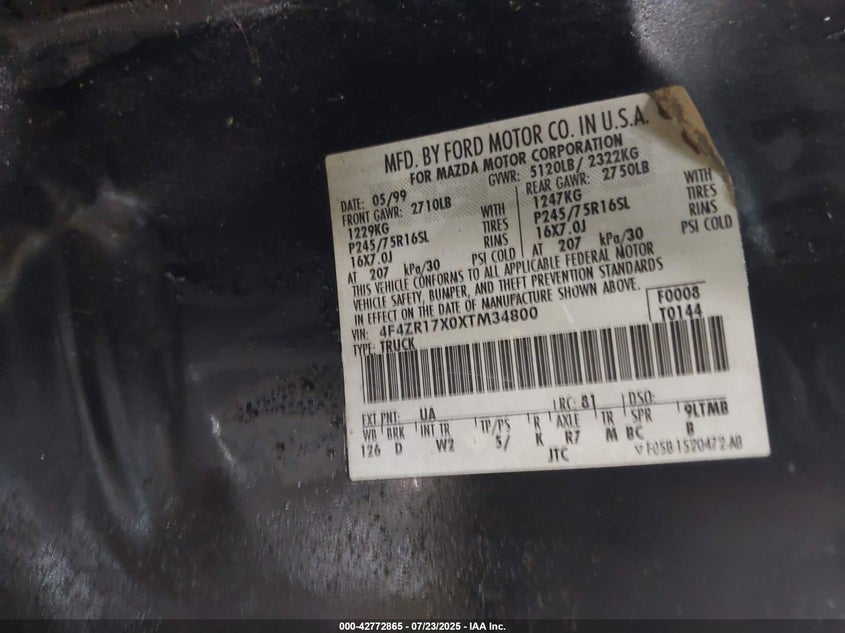 MFD. BY FORD MOTOR CO. IN U.S.A.
FOR MAZDA MOTOR CORPORATION
DATE: 05/99 GVWR: 5120LB/ 2322KG
FRONT GAWR: 2710LB REAR GAWR: 2750LB
1229KG WITH 1247KG WITH
P245/75R16SL TIRES P245/75R16SL TIRES
16X7.0J RIMS 16X7.0J RIMS
AT 207 kPa/30 PSI COLD AT 207 kPa/30 PSI COLD
THIS VEHICLE CONFORMS TO ALL APPLICABLE FEDERAL MOTOR
VEHICLE SAFETY, BUMPER, AND THEFT PREVENTION STANDARDS
IN EFFECT ON THE DATE OF MANUFACTURE SHOWN ABOVE.
VIN: 4F4ZR17X0XTM34800 F0008
TYPE: TRUCK T0144
EXT PNT: UA RC: 81 DSO:
WB BRK INT TR TP/PS R AXLE TR SPR 9LTMB
126 D W2 5/ K R7 M BC B
JTC F05B-1520472-AB
000-42772865 / 07/23/2025 - IAA Inc.